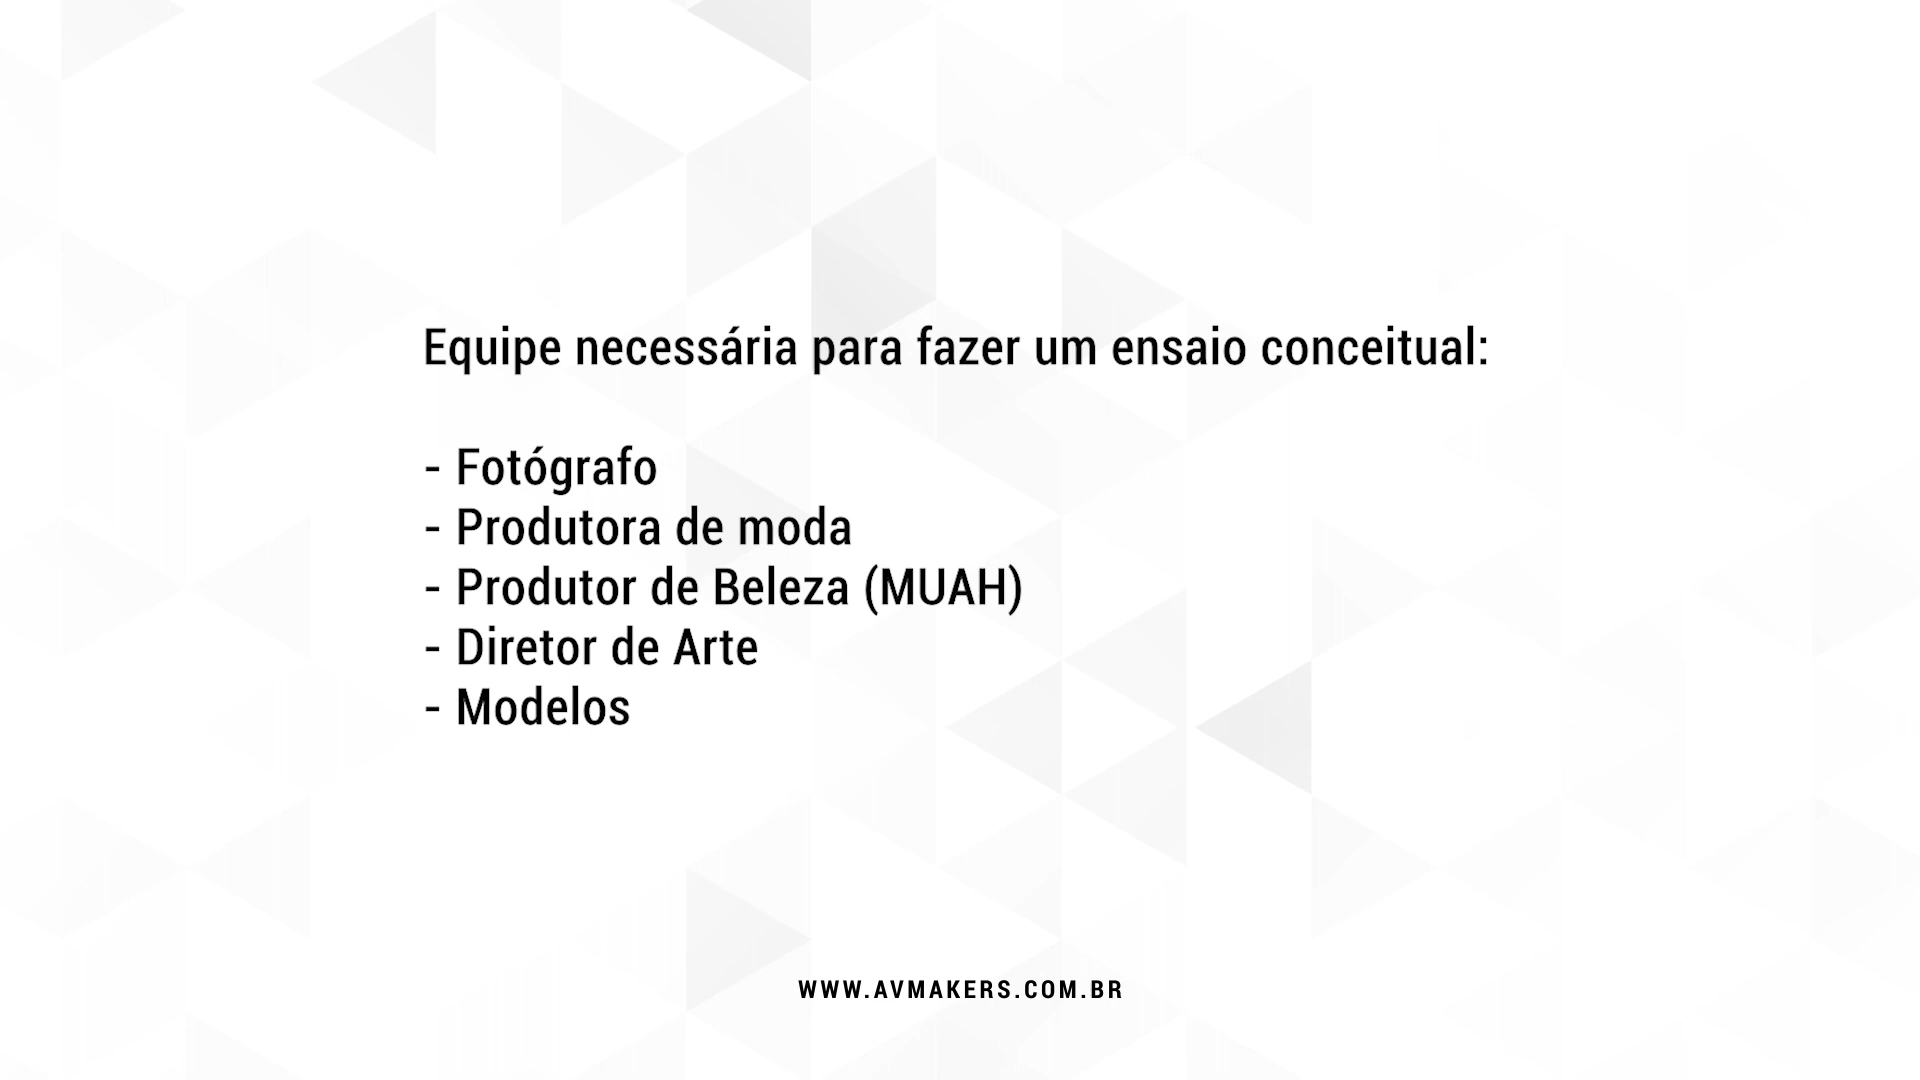 Equipe necessária para fazer um ensaio conceitual:
- Fotógrafo
- Produtora de moda
- Produtor de Beleza (MUAH)
- Diretor de Arte
- Modelos
WWW.AVMAKERS.COM.BR